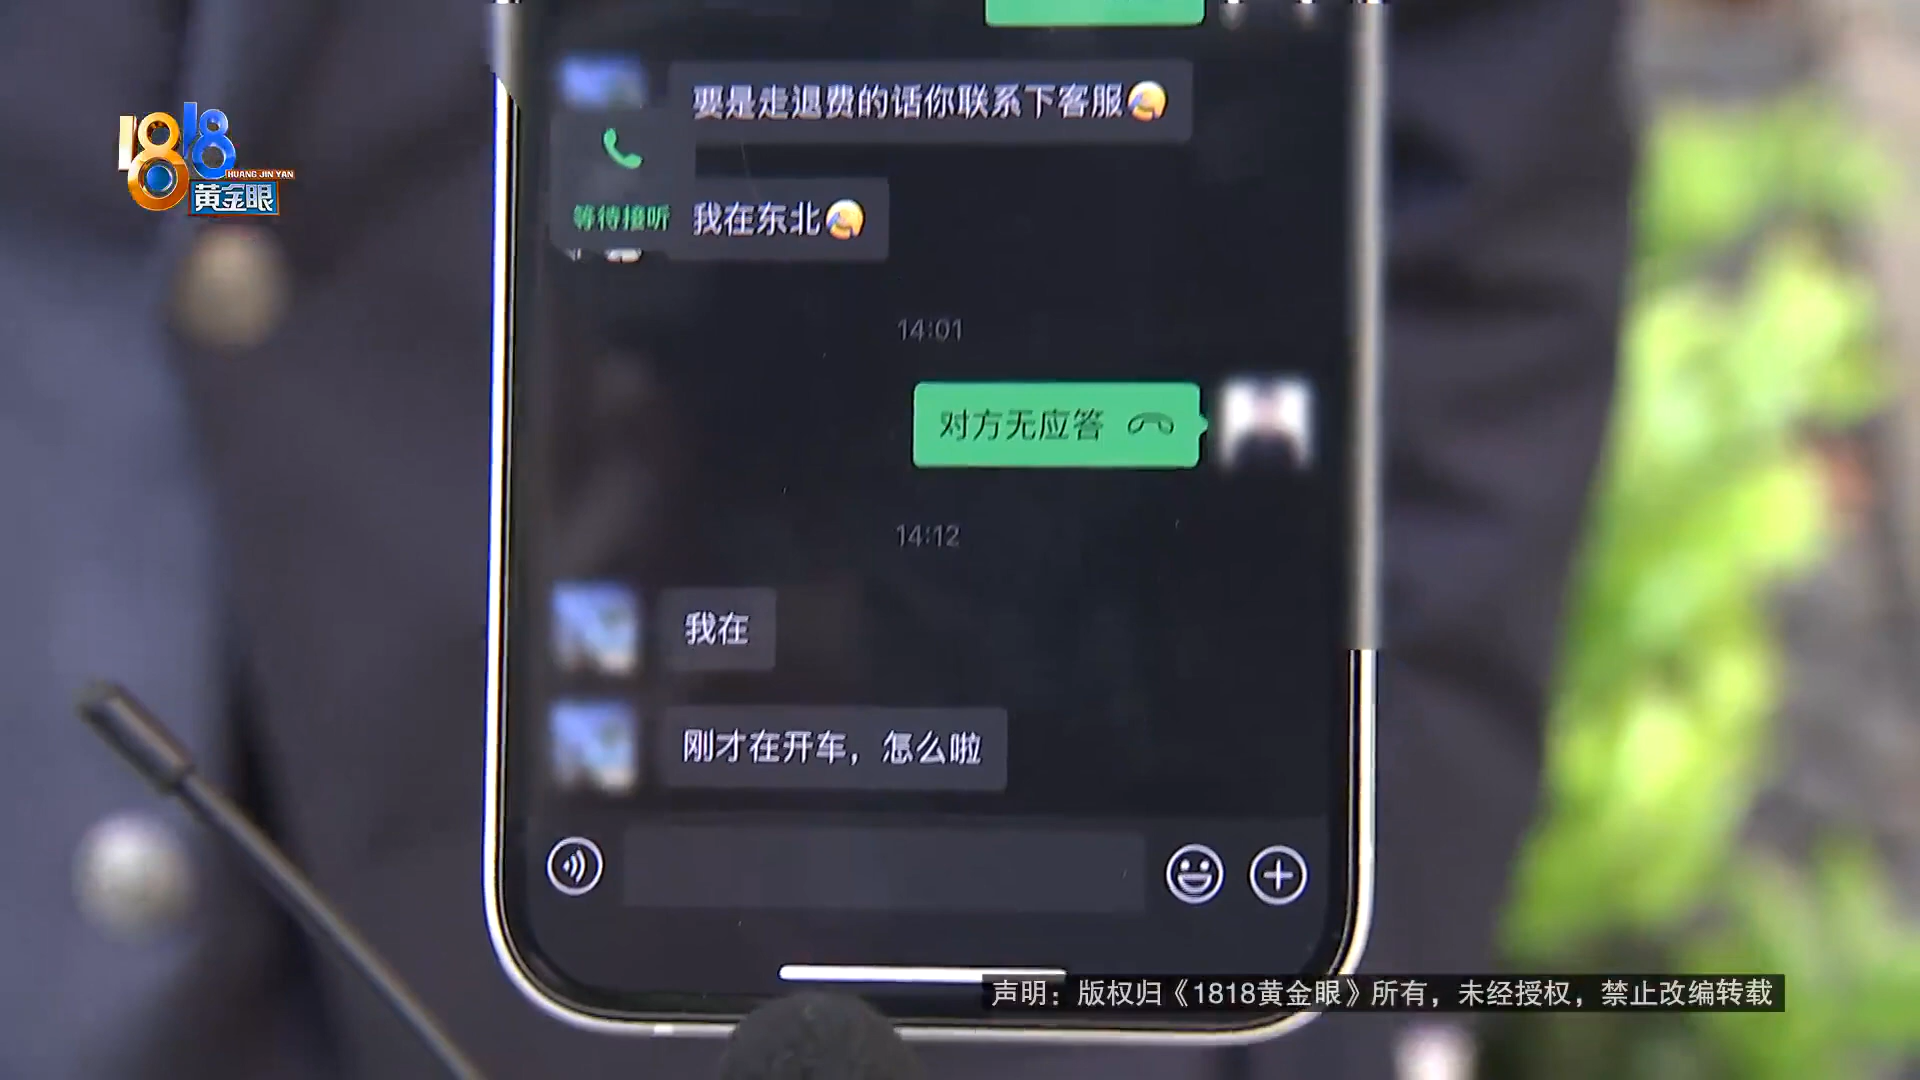 1818
HUANG JIN YAN
黄金眼
要是走退费的话你联系下客服
等待接听
我在东北
14:01
对方无应答
14:12
我在
刚才在开车，怎么啦
声明：版权归《1818黄金眼》所有，未经授权，禁止改编转载